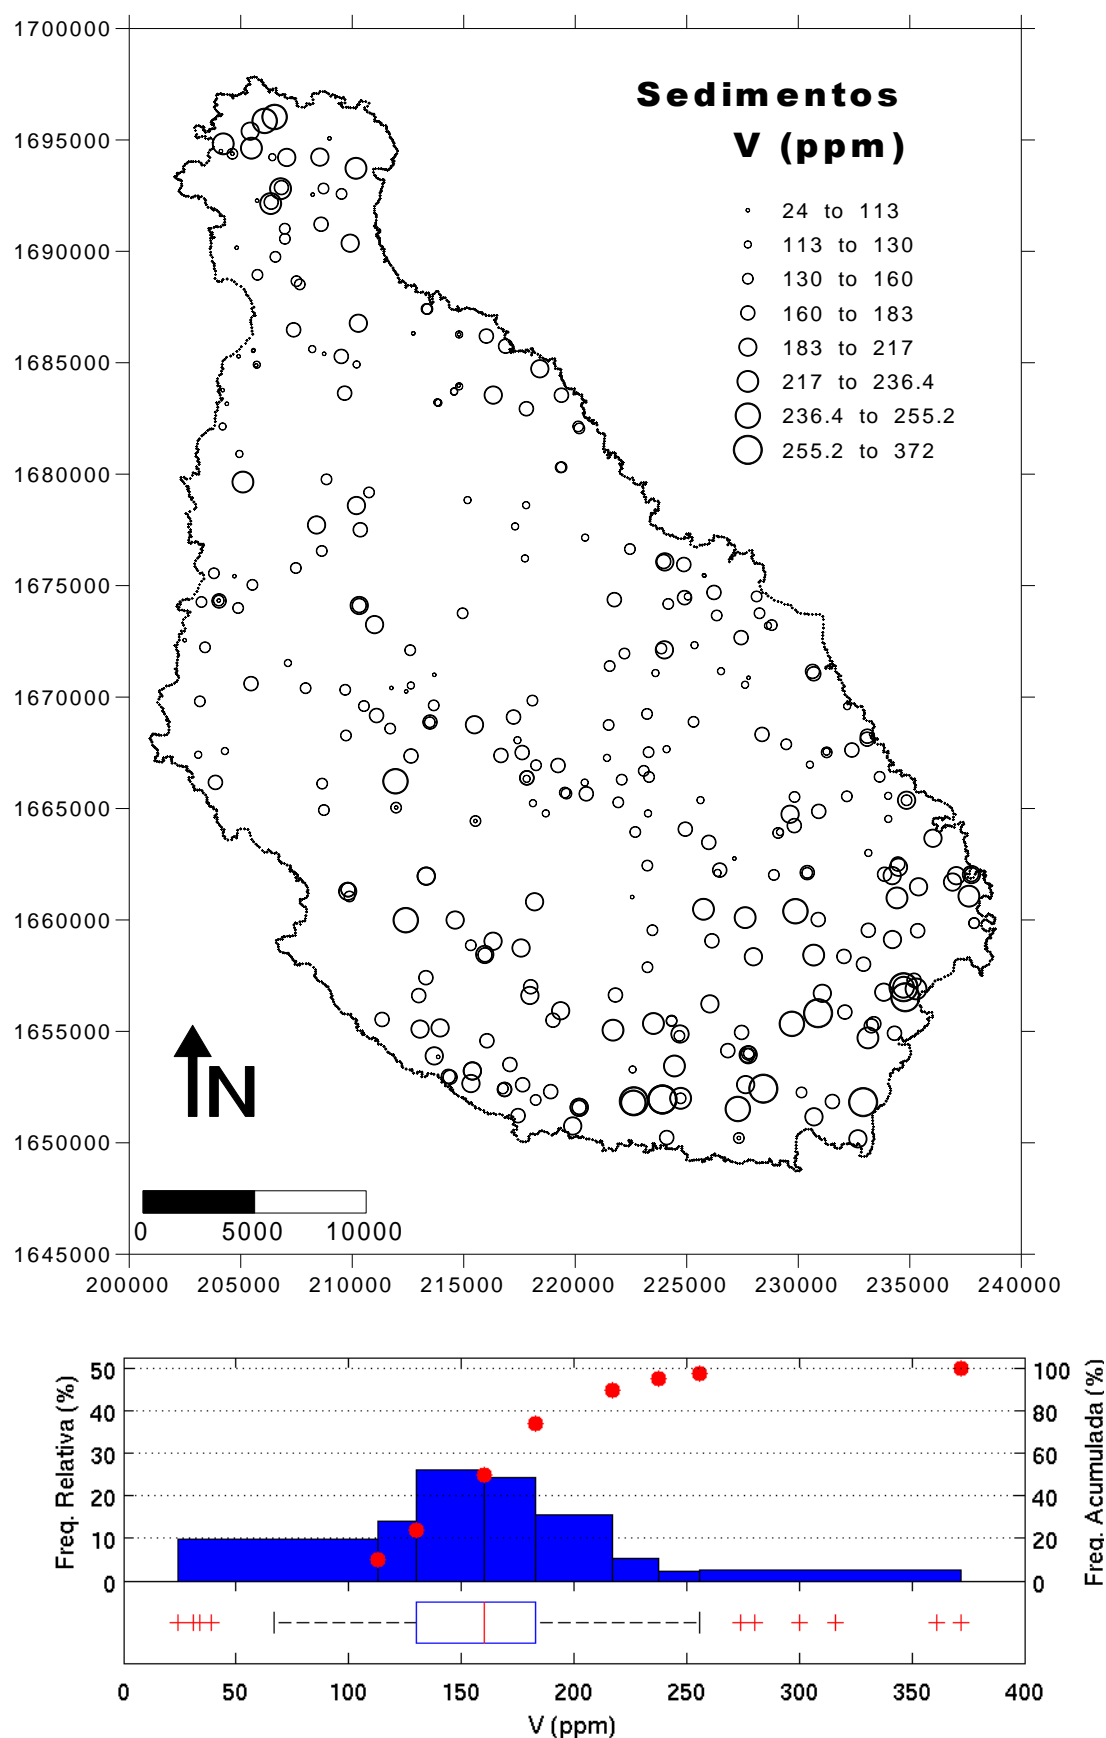 1700000
Sedimentos
1695000
V (ppm)
24 to 113
1690000
113 to 130
130 to 160
160 to 183
1685000
183 to 217
217 to 236.4
236.4 to 255.2
1680000
255.2 to 372
1675000
1670000
1665000
1660000
1655000
N
1650000
0 5000 10000
1645000
200000 205000 210000 215000 220000 225000 230000 235000 240000
Freq. Relativa (%)
50
40
30
20
10
0
100
80
60
40
20
0
Freq. Acumulada (%)
0 50 100 150 200 250 300 350 400
V (ppm)